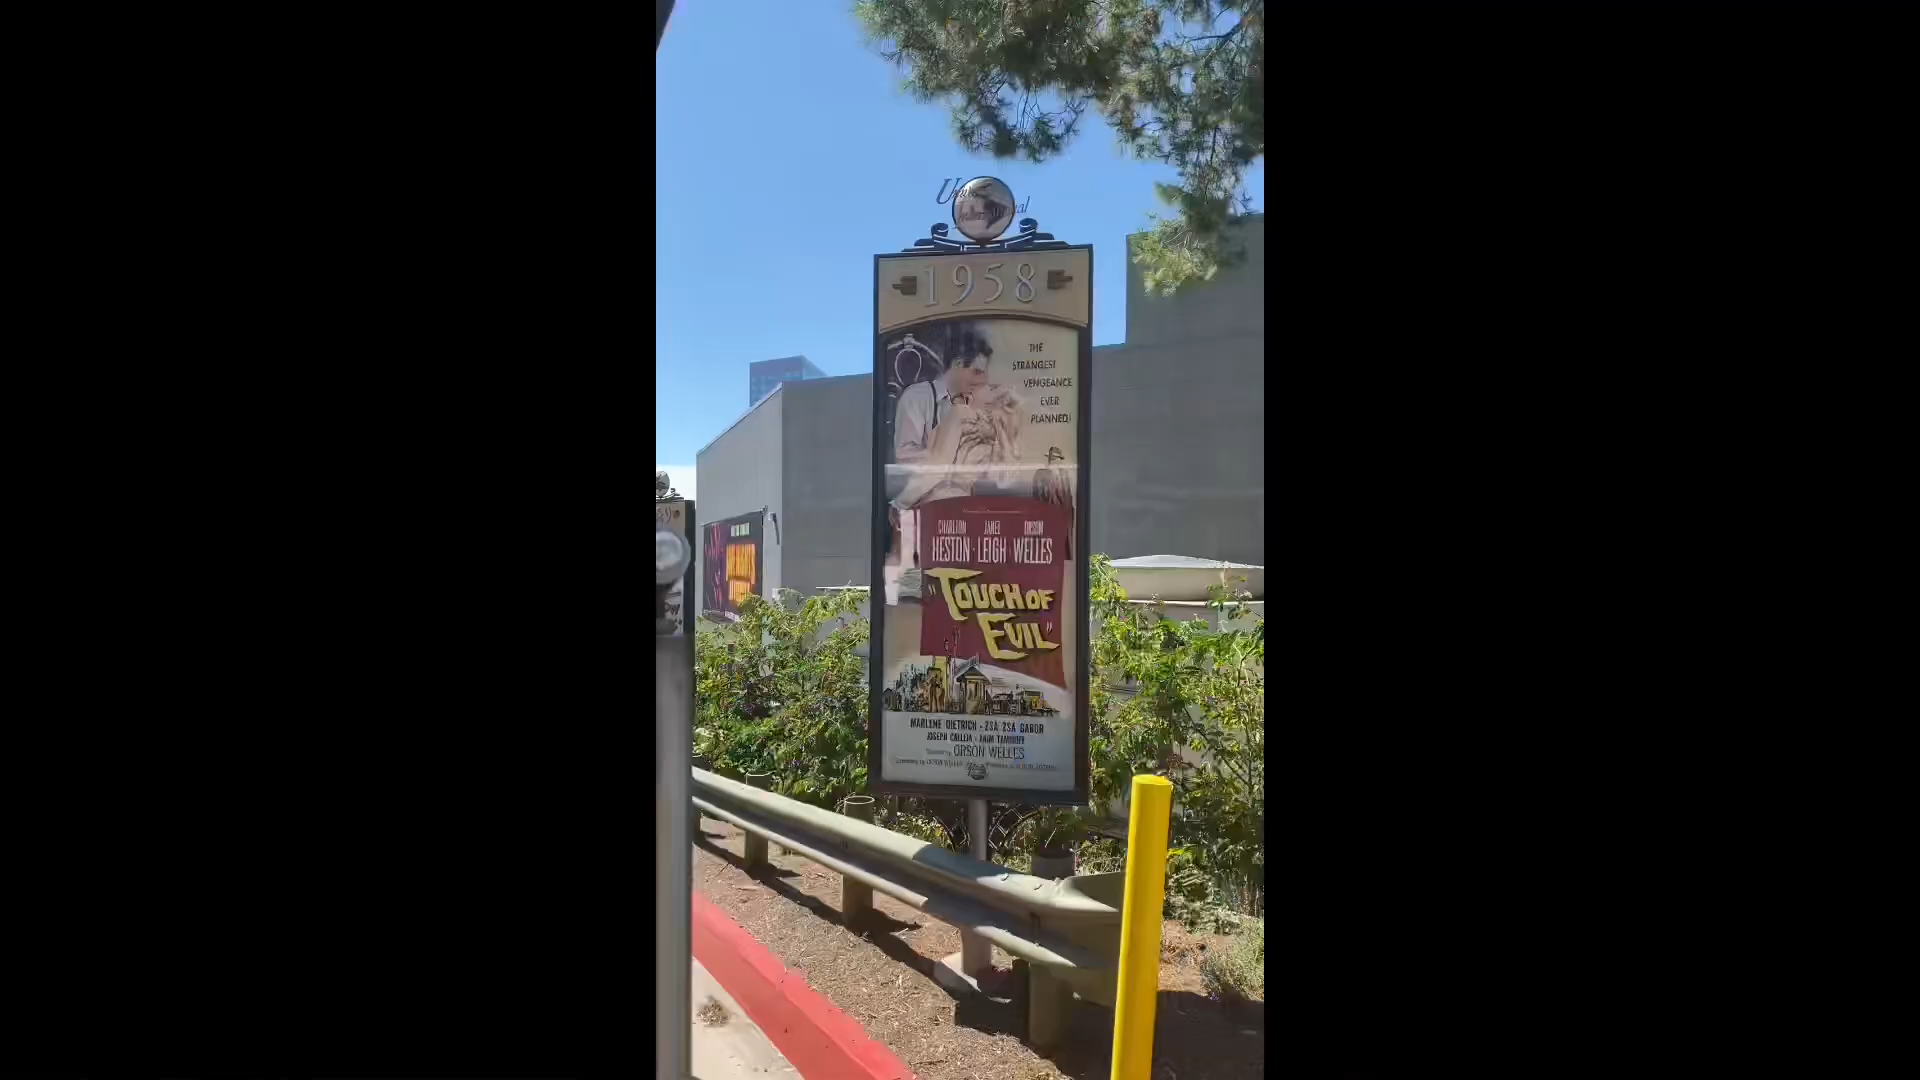 1958
THE
STRANGEST
VENGEANCE
EVER
PLANNED!
CHARLTON JANET ORSON
HESTON · LEIGH · WELLES
"TOUCH OF
EVIL"
MARLENE DIETRICH · ZSA ZSA GABOR
JOSEPH CALLEIA · AKIM TAMIROFF
ORSON WELLES